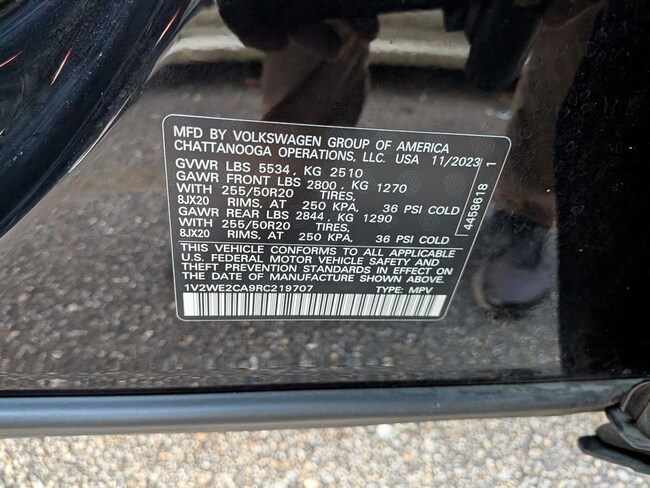 MFD BY VOLKSWAGEN GROUP OF AMERICA
CHATTANOOGA OPERATIONS, LLC. USA 11/2023
GVWR LBS 5534, KG 2510
GAWR FRONT LBS 2800, KG 1270
WITH 255/50R20 TIRES,
8JX20 RIMS, AT 250 KPA, 36 PSI COLD
GAWR REAR LBS 2844, KG 1290
WITH 255/50R20 TIRES,
8JX20 RIMS, AT 250 KPA, 36 PSI COLD
THIS VEHICLE CONFORMS TO ALL APPLICABLE
U.S. FEDERAL MOTOR VEHICLE SAFETY AND
THEFT PREVENTION STANDARDS IN EFFECT ON
THE DATE OF MANUFACTURE SHOWN ABOVE.
1V2WE2CA9RC219707 TYPE: MPV
4458618 1